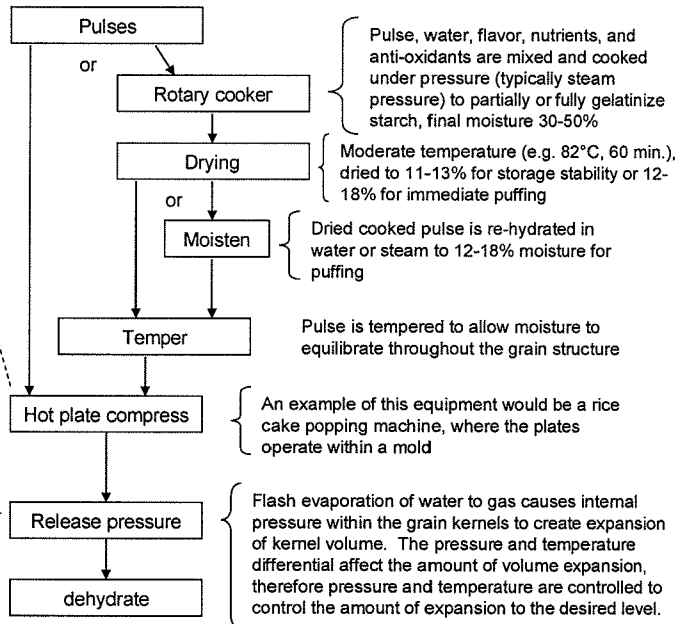 Pulses
or
Pulse, water, flavor, nutrients, and
anti-oxidants are mixed and cooked
under pressure (typically steam
pressure) to partially or fully gelatinize
starch, final moisture 30-50%
Rotary cooker
Drying
Moderate temperature (e.g. 82°C, 60 min.),
dried to 11-13% for storage stability or 12-
18% for immediate puffing
or
Moisten
Dried cooked pulse is re-hydrated in
water or steam to 12-18% moisture for
puffing
Temper
Pulse is tempered to allow moisture to
equilibrate throughout the grain structure
Hot plate compress
An example of this equipment would be a rice
cake popping machine, where the plates
operate within a mold
Release pressure
Flash evaporation of water to gas causes internal
pressure within the grain kernels to create expansion
of kernel volume. The pressure and temperature
differential affect the amount of volume expansion,
therefore pressure and temperature are controlled to
control the amount of expansion to the desired level.
dehydrate